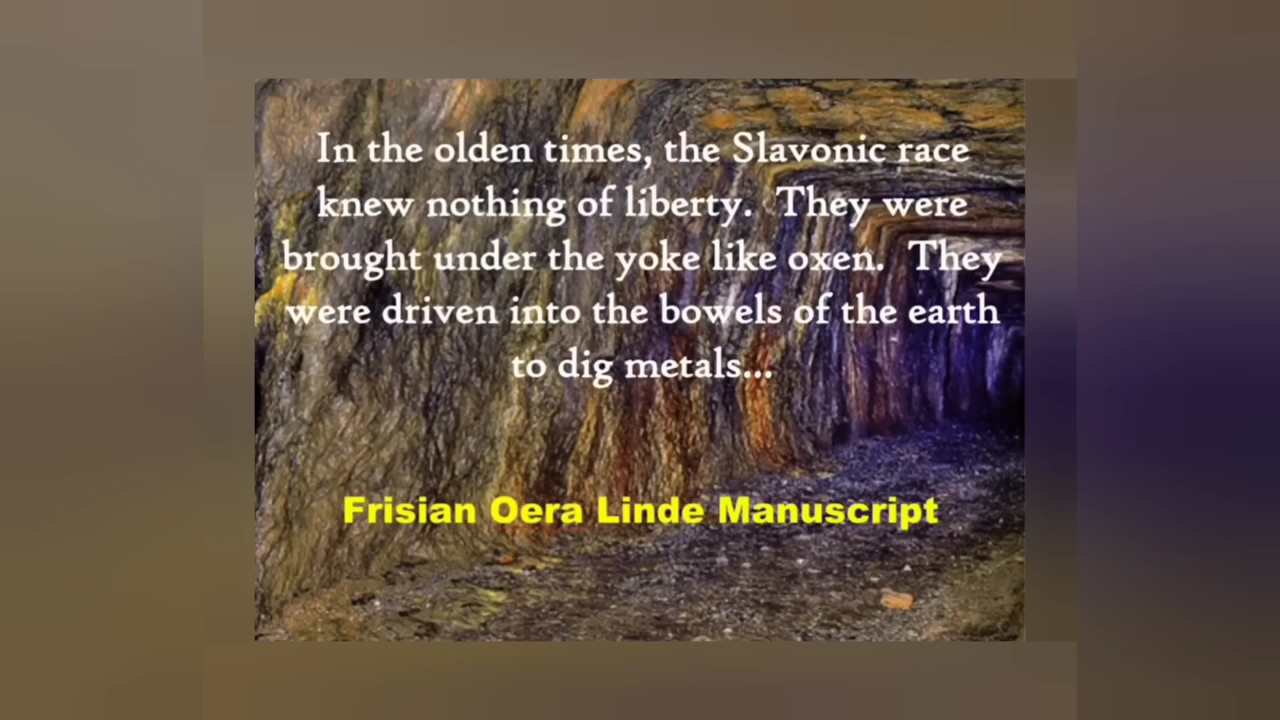 In the olden times, the Slavonic race
knew nothing of liberty. They were
brought under the yoke like oxen. They
were driven into the bowels of the earth
to dig metals...
Frisian Oera Linde Manuscript